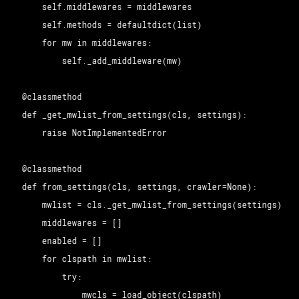 self.middlewares = middlewares
self.methods = defaultdict(list)
for mw in middlewares:
self._add_middleware(mw)
@classmethod
def _get_mwlist_from_settings(cls, settings):
raise NotImplementedError
@classmethod
def from_settings(cls, settings, crawler=None):
mwlist = cls._get_mwlist_from_settings(settings)
middlewares = []
enabled = []
for clspath in mwlist:
try:
mwcls = load_object(clspath)